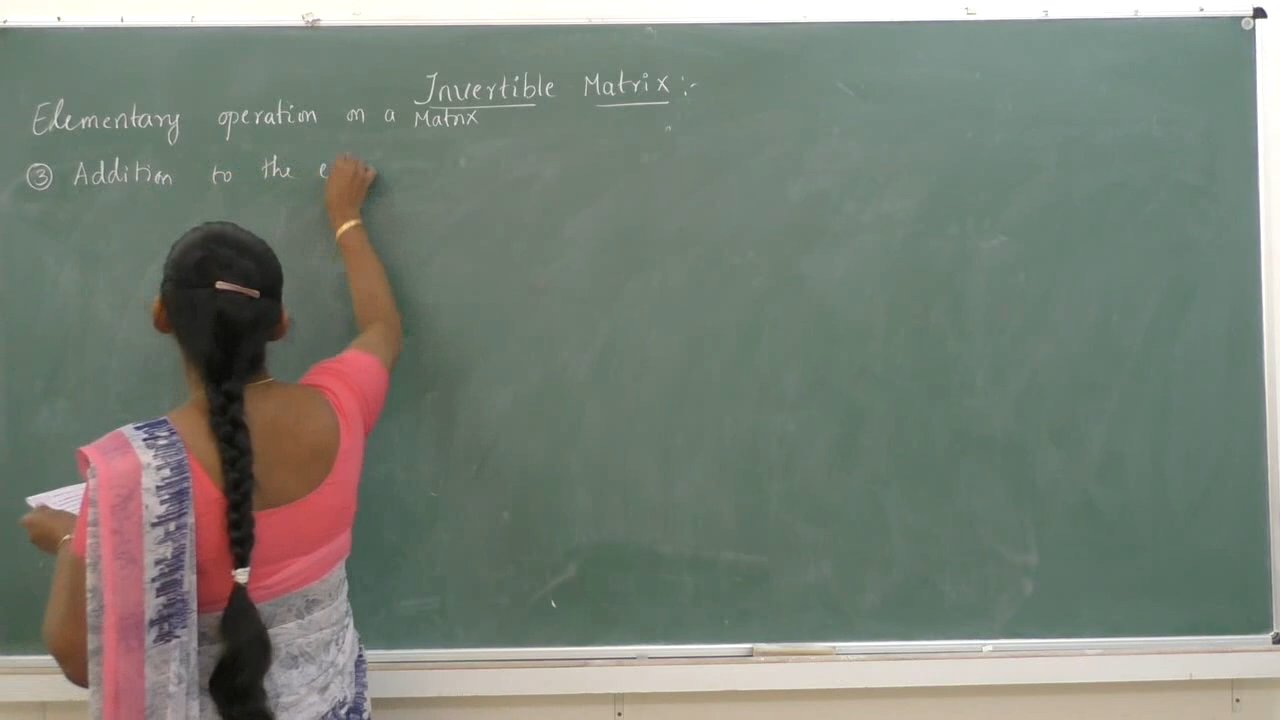 Invertible Matrix :-
Elementary operation on a Matrix
③ Addition to the e